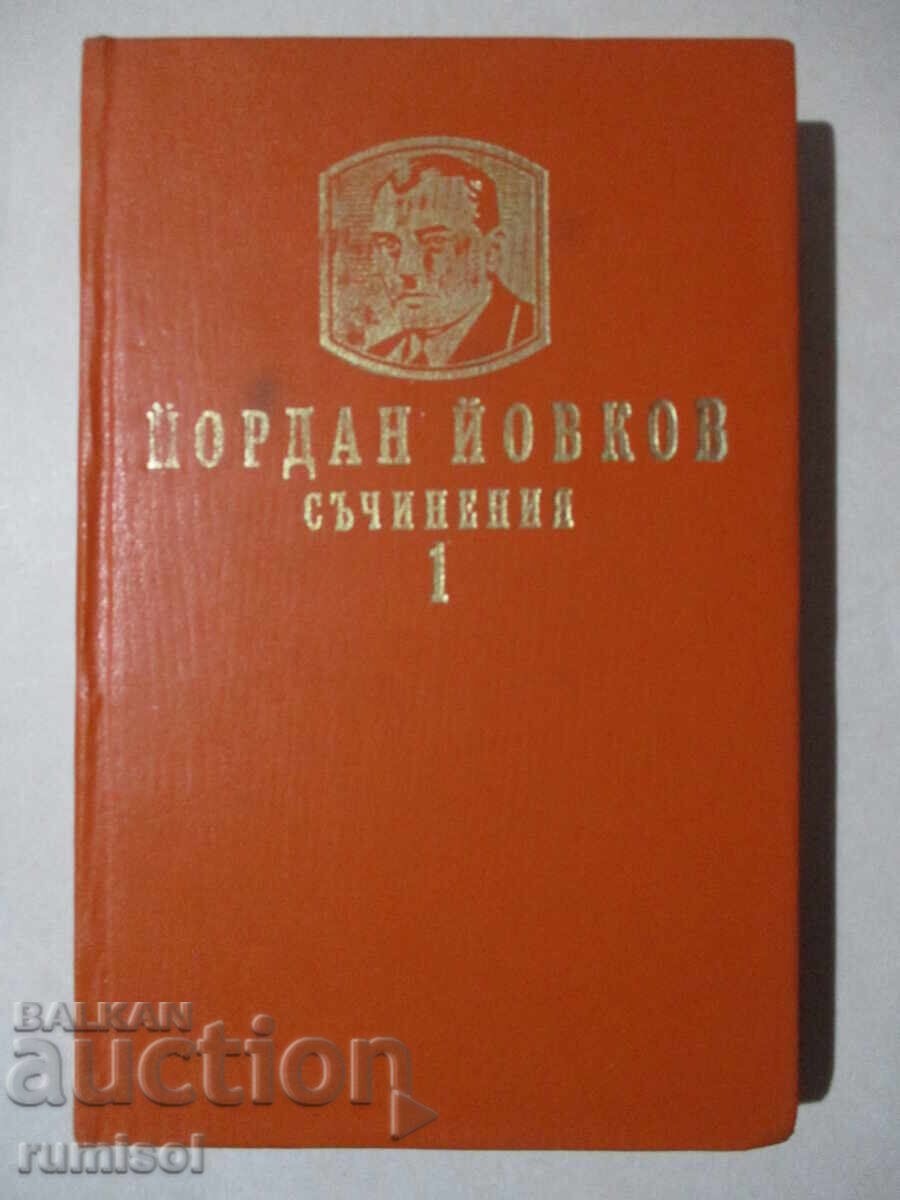 ЙОРДАН ЙОВКОВ
СЪЧИНЕНИЯ
1
BALKAN
auction
rumisol